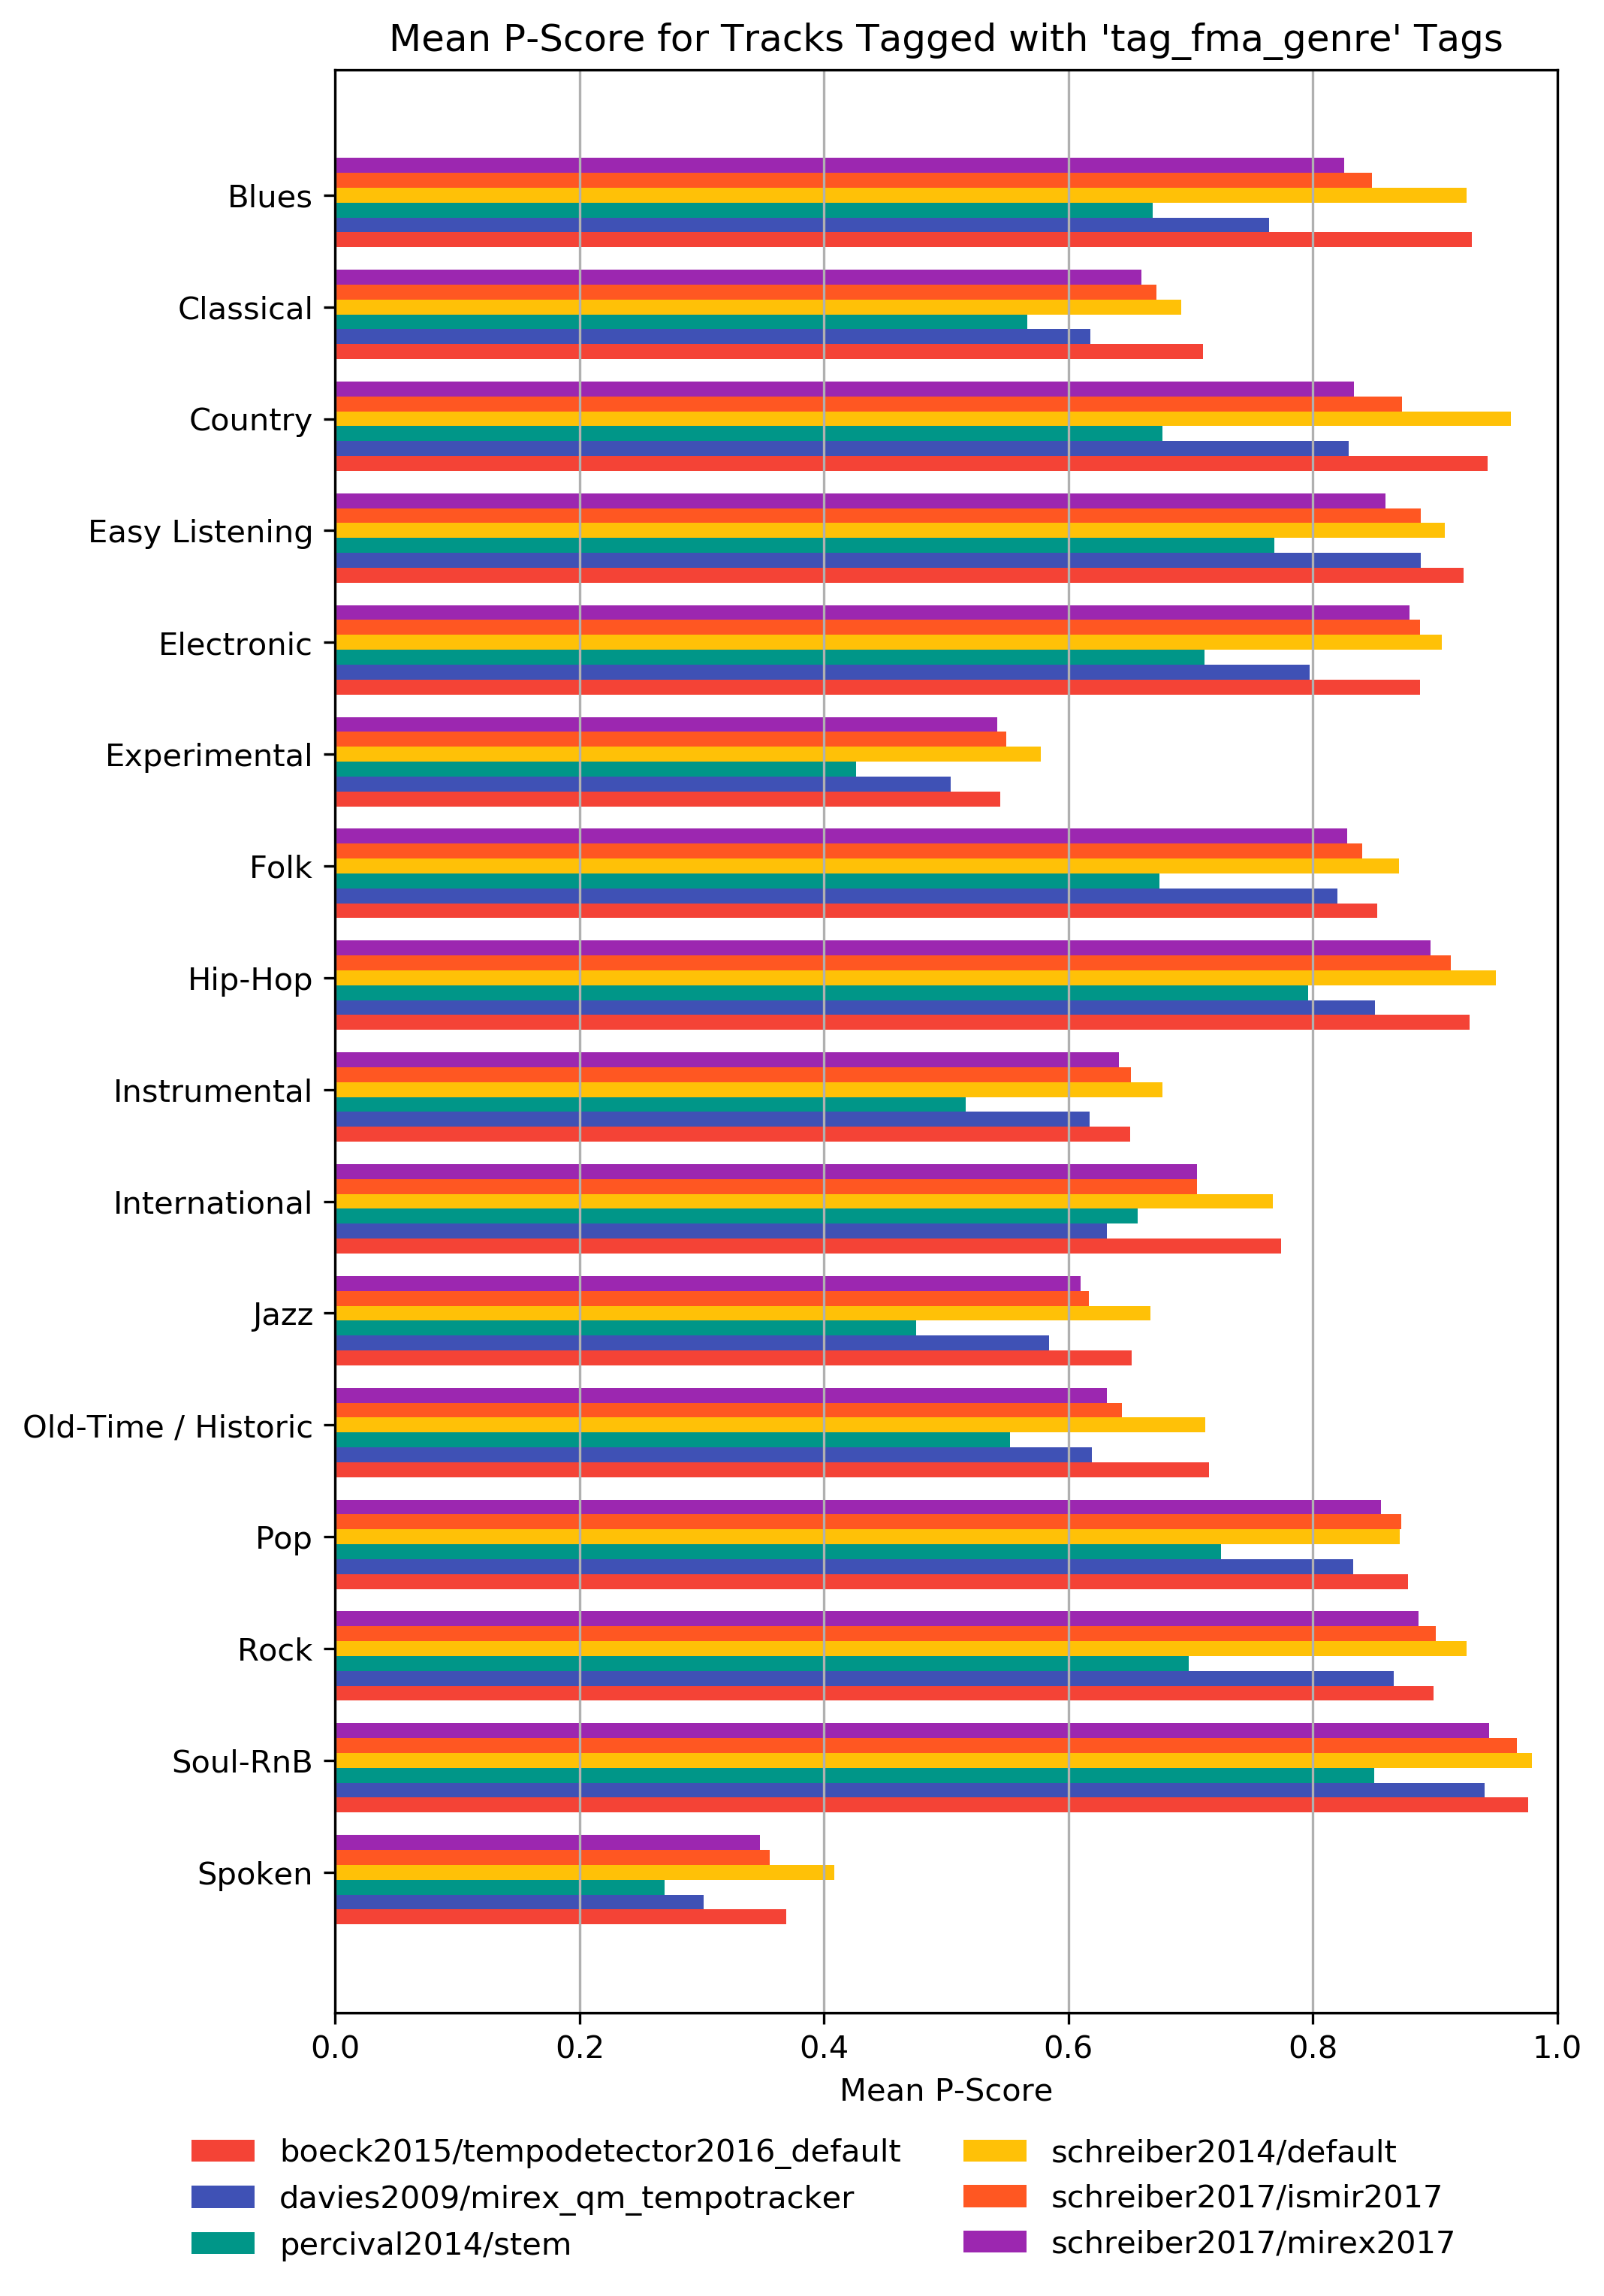 Mean P-Score for Tracks Tagged with 'tag_fma_genre' Tags
Blues
Classical
Country
Easy Listening
Electronic
Experimental
Folk
Hip-Hop
Instrumental
International
Jazz
Old-Time / Historic
Pop
Rock
Soul-RnB
Spoken
0.0 0.2 0.4 0.6 0.8 1.0
Mean P-Score
boeck2015/tempodetector2016_default
davies2009/mirex_qm_tempotracker
percival2014/stem
schreiber2014/default
schreiber2017/ismir2017
schreiber2017/mirex2017